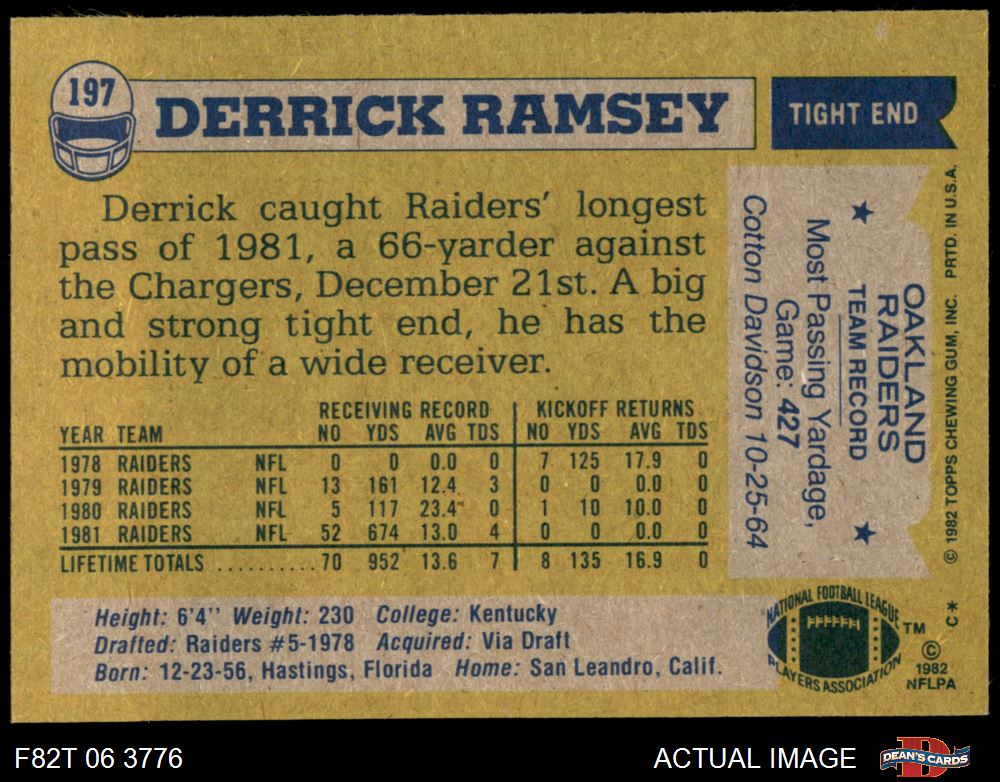 197
DERRICK RAMSEY
TIGHT END
Derrick caught Raiders' longest
pass of 1981, a 66-yarder against
the Chargers, December 21st. A big
and strong tight end, he has the
mobility of a wide receiver.
RECEIVING RECORD KICKOFF RETURNS
YEAR TEAM NO YDS AVG TDS NO YDS AVG TDS
1978 RAIDERS NFL 0 0 0.0 0 7 125 17.9 0
1979 RAIDERS NFL 13 161 12.4 3 0 0 0.0 0
1980 RAIDERS NFL 5 117 23.4 0 1 10 10.0 0
1981 RAIDERS NFL 52 674 13.0 4 0 0 0.0 0
LIFETIME TOTALS .......... 70 952 13.6 7 8 135 16.9 0
Height: 6'4'' Weight: 230 College: Kentucky
Drafted: Raiders #5-1978 Acquired: Via Draft
Born: 12-23-56, Hastings, Florida Home: San Leandro, Calif.
OAKLAND
RAIDERS
★ TEAM RECORD ★
Most Passing Yardage,
Game: 427
Cotton Davidson 10-25-64
© 1982 TOPPS CHEWING GUM, INC. PRTD. IN U.S.A.
C*
NATIONAL FOOTBALL LEAGUE
PLAYERS ASSOCIATION
TM
©
1982
NFLPA
F82T 06 3776
ACTUAL IMAGE
D
DEAN'S CARDS